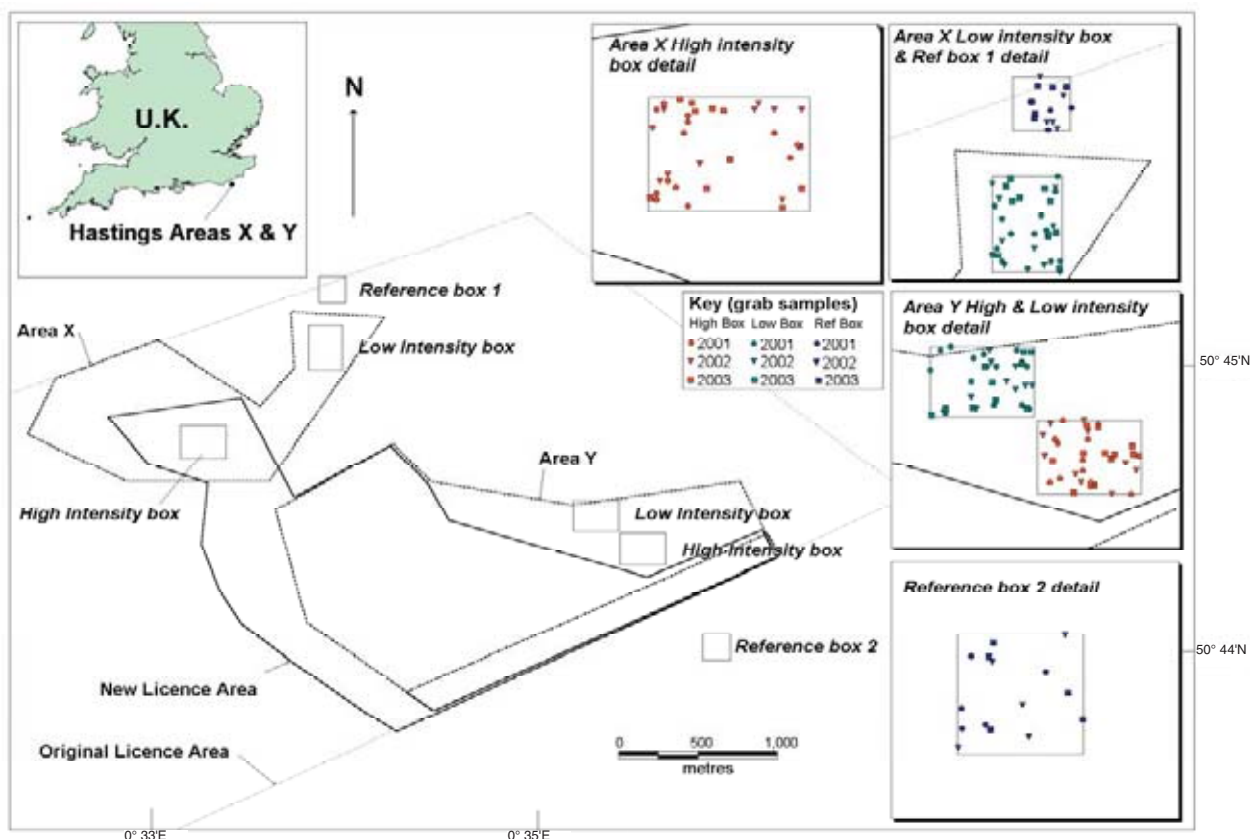 U.K.
Hastings Areas X & Y
N
Area X High intensity
box detail
Area X Low intensity box
& Ref box 1 detail
Reference box 1
Area X
Low Intensity box
High Intensity box
Area Y
Low Intensity box
High-Intensity box
Reference box 2
New Licence Area
Original Licence Area
Key (grab samples)
High Box Low Box Ref Box
2001 2001 2001
2002 2002 2002
2003 2003 2003
Area Y High & Low intensity
box detail
Reference box 2 detail
0 500 1,000
metres
50° 45'N
50° 44'N
0° 33'E
0° 35'E